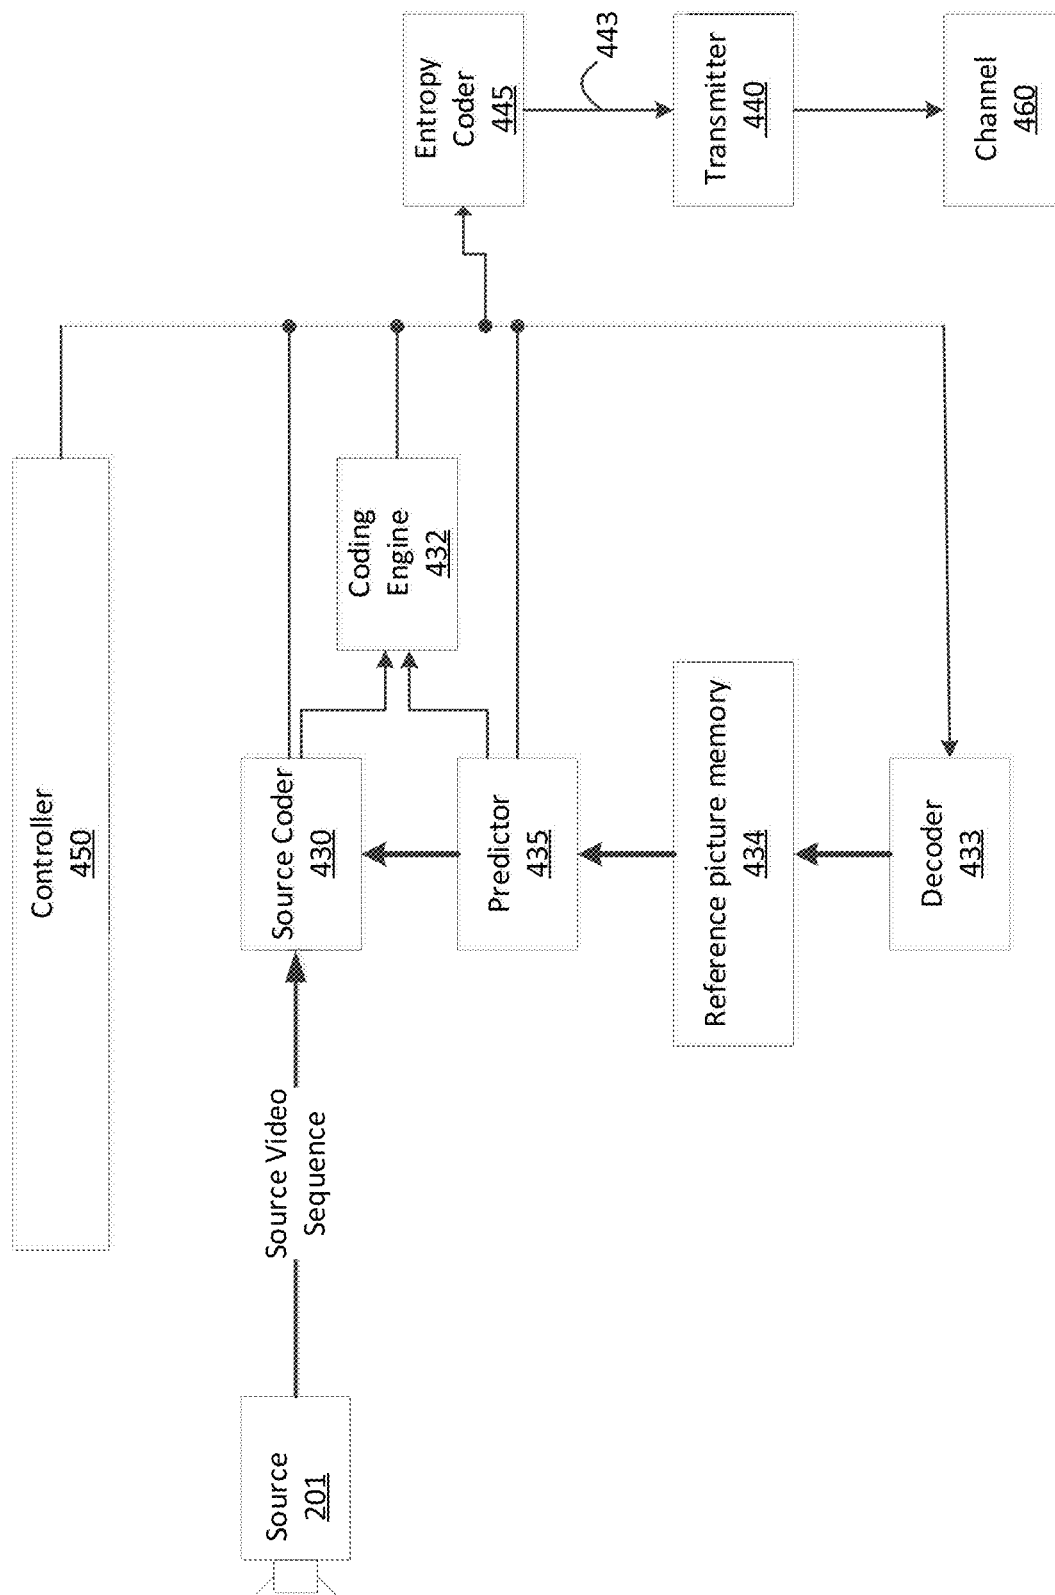 Controller
450
Source
201
Source Video
Sequence
Source Coder
430
Coding
Engine
432
Predictor
435
Reference picture memory
434
Decoder
433
Entropy
Coder
445
443
Transmitter
440
Channel
460